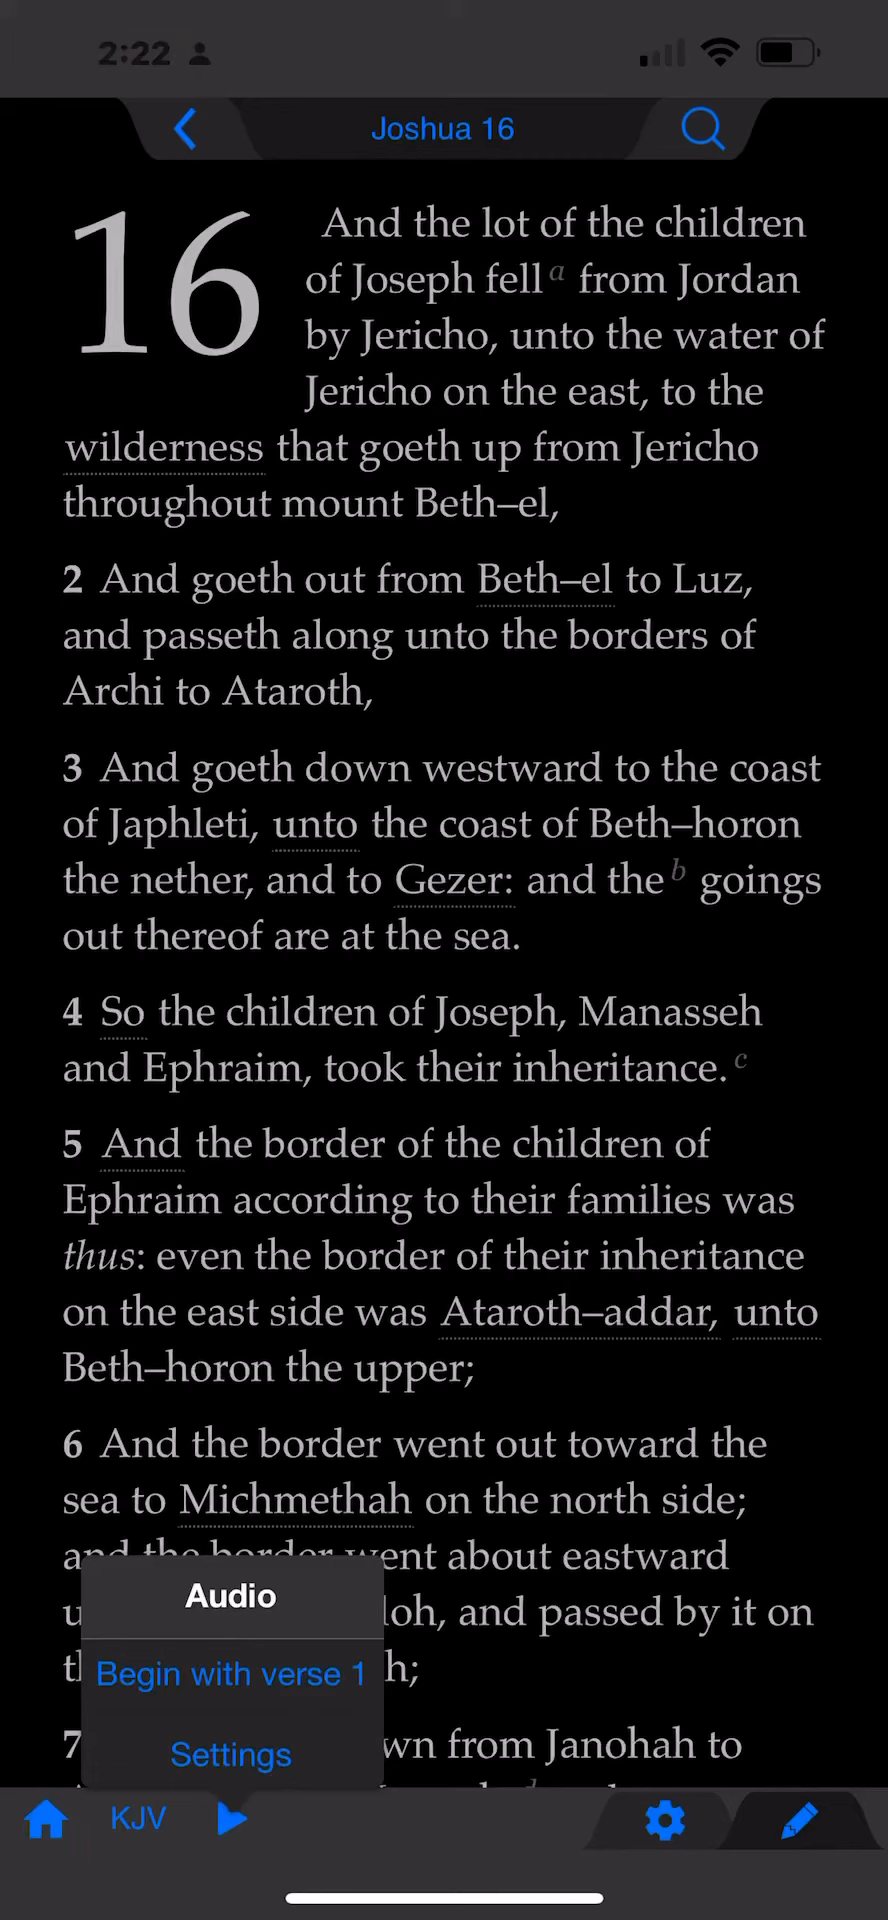 2:22
Joshua 16
16 And the lot of the children
of Joseph fell a from Jordan
by Jericho, unto the water of
Jericho on the east, to the
wilderness that goeth up from Jericho
throughout mount Beth–el,
2 And goeth out from Beth–el to Luz,
and passeth along unto the borders of
Archi to Ataroth,
3 And goeth down westward to the coast
of Japhleti, unto the coast of Beth–horon
the nether, and to Gezer: and the b goings
out thereof are at the sea.
4 So the children of Joseph, Manasseh
and Ephraim, took their inheritance. c
5 And the border of the children of
Ephraim according to their families was
thus: even the border of their inheritance
on the east side was Ataroth–addar, unto
Beth–horon the upper;
6 And the border went out toward the
sea to Michmethah on the north side;
and the border went about eastward
loh, and passed by it on
h;
7 wn from Janohah to
Audio
Begin with verse 1
Settings
KJV